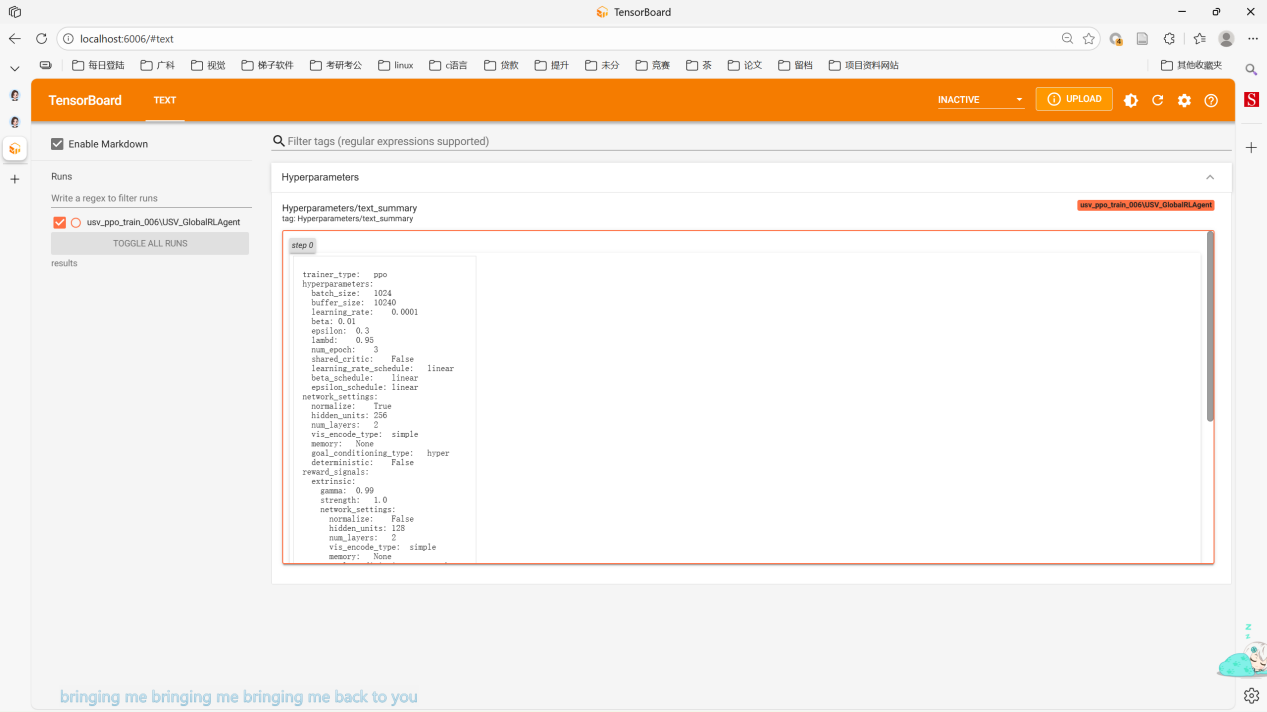 TensorBoard
localhost:6006/#text
每日登陆 广科 视觉 梯子软件 考研考公 linux c语言 贷款 提升 未分 竞赛 茶 论文 留档 项目资料网站 其他收藏夹
TensorBoard TEXT INACTIVE UPLOAD
S
Enable Markdown
Filter tags (regular expressions supported)
Runs
Write a regex to filter runs
usv_ppo_train_006\USV_GlobalRLAgent
TOGGLE ALL RUNS
results
Hyperparameters
Hyperparameters/text_summary
tag: Hyperparameters/text_summary
usv_ppo_train_006\USV_GlobalRLAgent
step 0
trainer_type: ppo
hyperparameters:
batch_size: 1024
buffer_size: 10240
learning_rate: 0.0001
beta: 0.01
epsilon: 0.3
lambd: 0.95
num_epoch: 3
shared_critic: False
learning_rate_schedule: linear
beta_schedule: linear
epsilon_schedule: linear
network_settings:
normalize: True
hidden_units: 256
num_layers: 2
vis_encode_type: simple
memory: None
goal_conditioning_type: hyper
deterministic: False
reward_signals:
extrinsic:
gamma: 0.99
strength: 1.0
network_settings:
normalize: False
hidden_units: 128
num_layers: 2
vis_encode_type: simple
memory: None
z
z
bringing me bringing me bringing me back to you